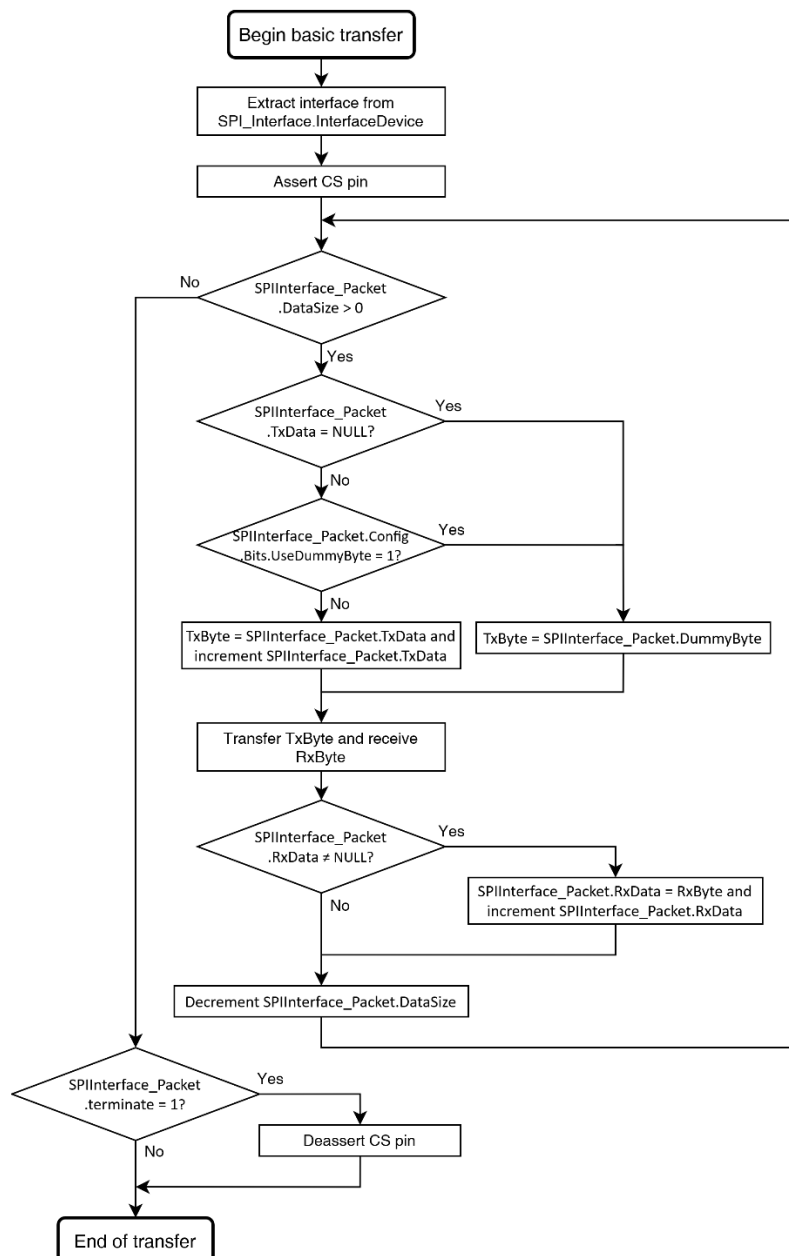 Begin basic transfer
Extract interface from
SPI_Interface.InterfaceDevice
Assert CS pin
No
SPIInterface_Packet
.DataSize > 0
Yes
SPIInterface_Packet
.TxData = NULL?
Yes
No
SPIInterface_Packet.Config
.Bits.UseDummyByte = 1?
Yes
No
TxByte = SPIInterface_Packet.TxData and
increment SPIInterface_Packet.TxData
TxByte = SPIInterface_Packet.DummyByte
Transfer TxByte and receive
RxByte
SPIInterface_Packet
.RxData ≠ NULL?
Yes
No
SPIInterface_Packet.RxData = RxByte and
increment SPIInterface_Packet.RxData
Decrement SPIInterface_Packet.DataSize
SPIInterface_Packet
.terminate = 1?
Yes
No
Deassert CS pin
End of transfer